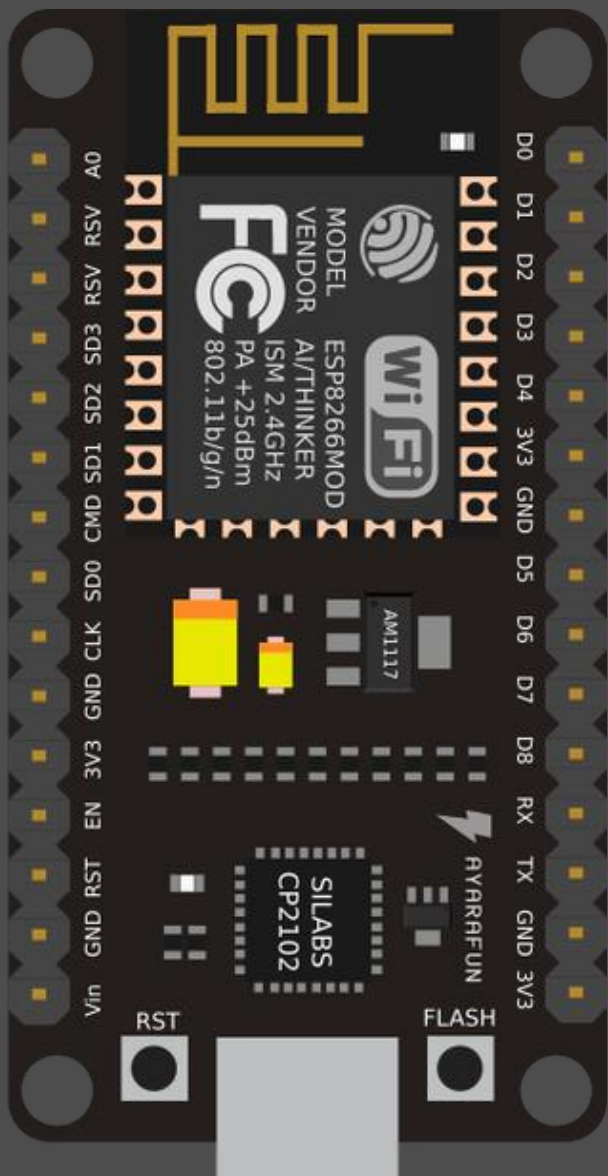 A0
RSV
RSV
SD3
SD2
SD1
CMD
SD0
CLK
GND
3V3
EN
RST
GND
Vin
MODEL
VENDOR
FC
ESP8266MOD
AI/THINKER
ISM 2.4GHz
PA +25dBm
802.11b/g/n
Wi Fi
AM1117
SILABS
CP2102
AYARAFUN
RST
FLASH
D0
D1
D2
D3
D4
3V3
GND
D5
D6
D7
D8
RX
TX
GND
3V3